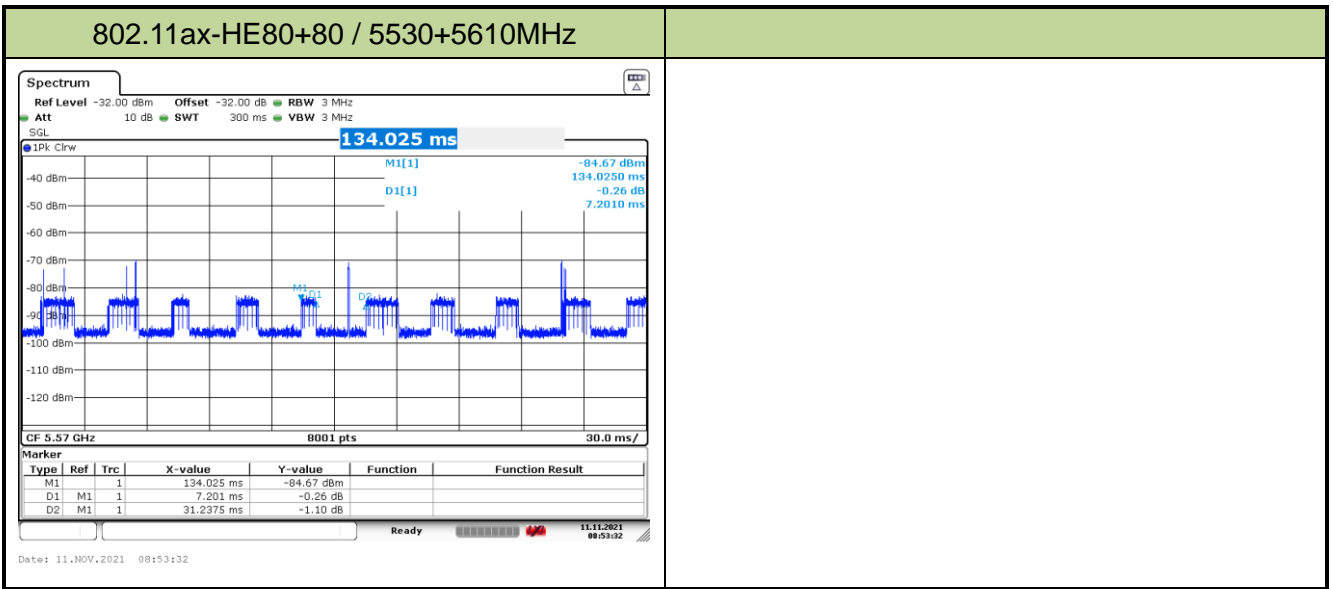 802.11ax-HE80+80 / 5530+5610MHz
Spectrum
Ref Level -32.00 dBm Offset -32.00 dB RBW 3 MHz
Att 10 dB SWT 300 ms VBW 3 MHz
SGL
134.025 ms
1Pk Clrw
M1[1] -84.67 dBm
134.0250 ms
D1[1] -0.26 dB
7.2010 ms
-40 dBm
-50 dBm
-60 dBm
-70 dBm
-80 dBm
M1
D1
D2
-90 dBm
-100 dBm
-110 dBm
-120 dBm
CF 5.57 GHz 8001 pts 30.0 ms/
Marker
Type Ref Trc X-value Y-value Function Function Result
M1 1 134.025 ms -84.67 dBm
D1 M1 1 7.201 ms -0.26 dB
D2 M1 1 31.2375 ms -1.10 dB
Ready 11.11.2021
08:53:32
Date: 11.NOV.2021 08:53:32